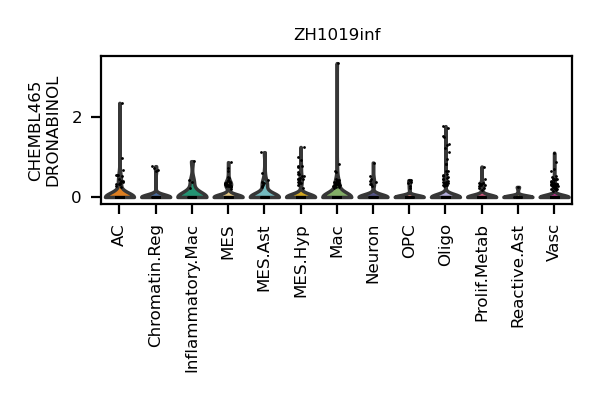 ZH1019inf
CHEMBL465
DRONABINOL
2
0
AC
Chromatin.Reg
Inflammatory.Mac
MES
MES.Ast
MES.Hyp
Mac
Neuron
OPC
Oligo
Prolif.Metab
Reactive.Ast
Vasc